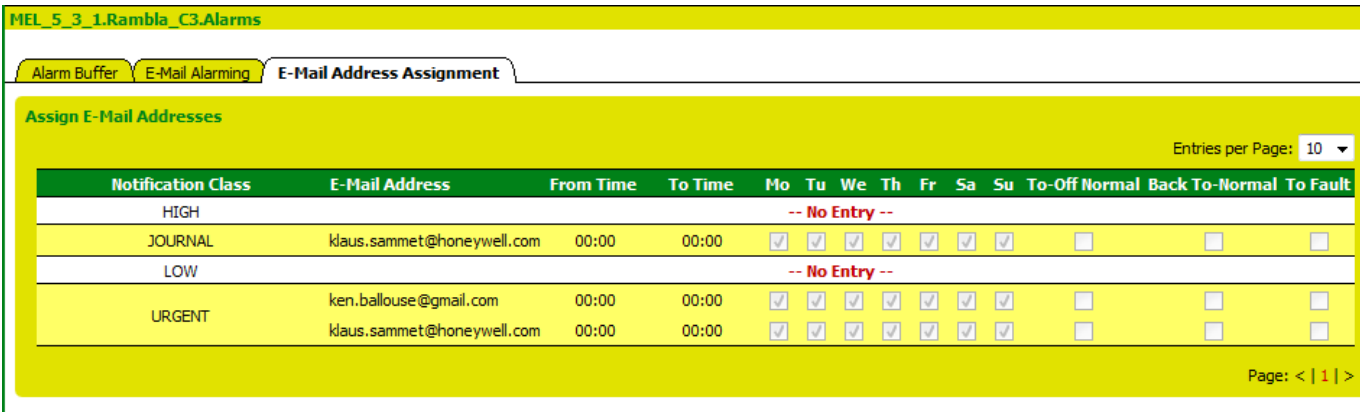 MEL_5_3_1.Rambla_C3.Alarms
Alarm Buffer E-Mail Alarming E-Mail Address Assignment
Assign E-Mail Addresses
Entries per Page: 10
Notification Class E-Mail Address From Time To Time Mo Tu We Th Fr Sa Su To-Off Normal Back To-Normal To Fault
HIGH -- No Entry --
JOURNAL klaus.sammet@honeywell.com 00:00 00:00
LOW -- No Entry --
ken.ballouse@gmail.com 00:00 00:00
URGENT
klaus.sammet@honeywell.com 00:00 00:00
Page: < | 1 | >